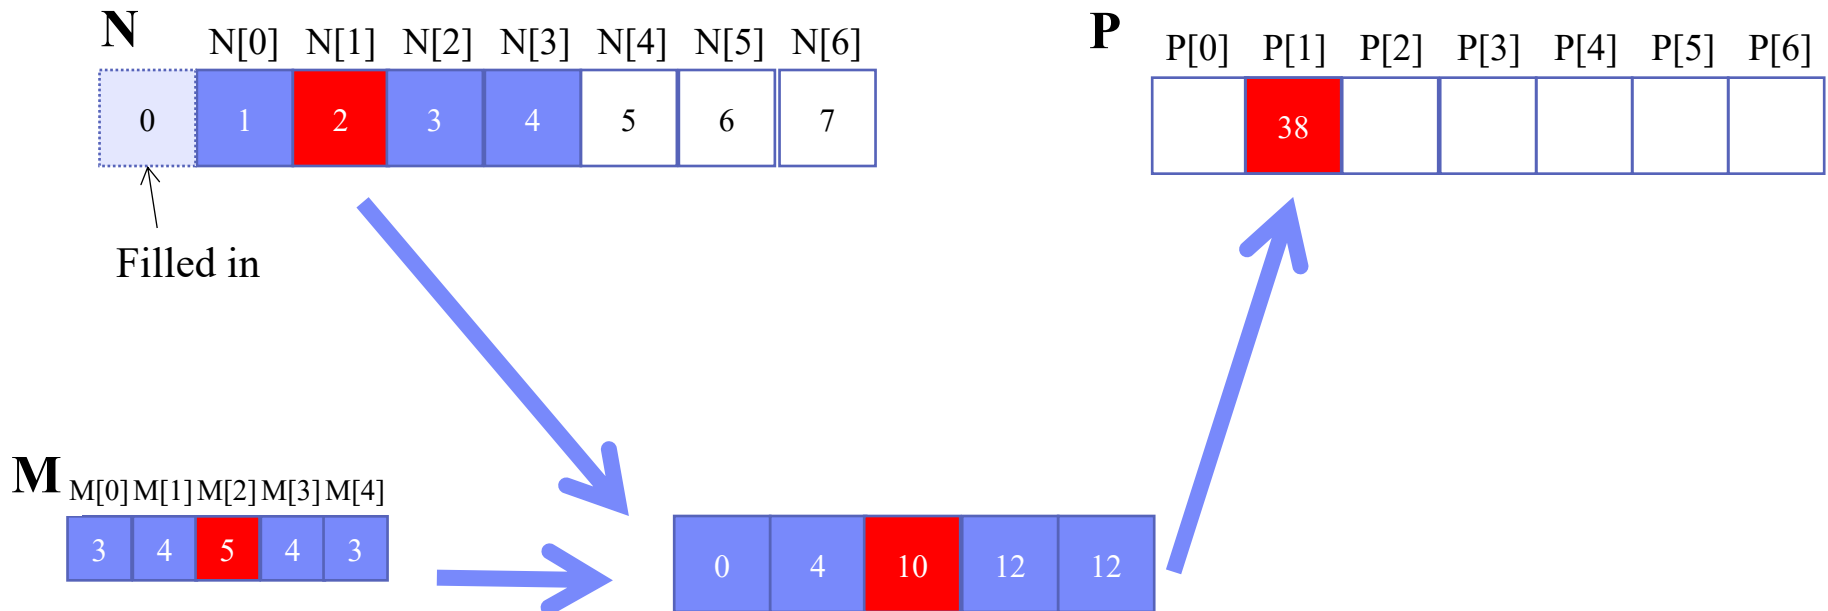 N
N[0] N[1] N[2] N[3] N[4] N[5] N[6]
0 1 2 3 4 5 6 7
Filled in
P
P[0] P[1] P[2] P[3] P[4] P[5] P[6]
38
M
M[0] M[1] M[2] M[3] M[4]
3 4 5 4 3
0 4 10 12 12